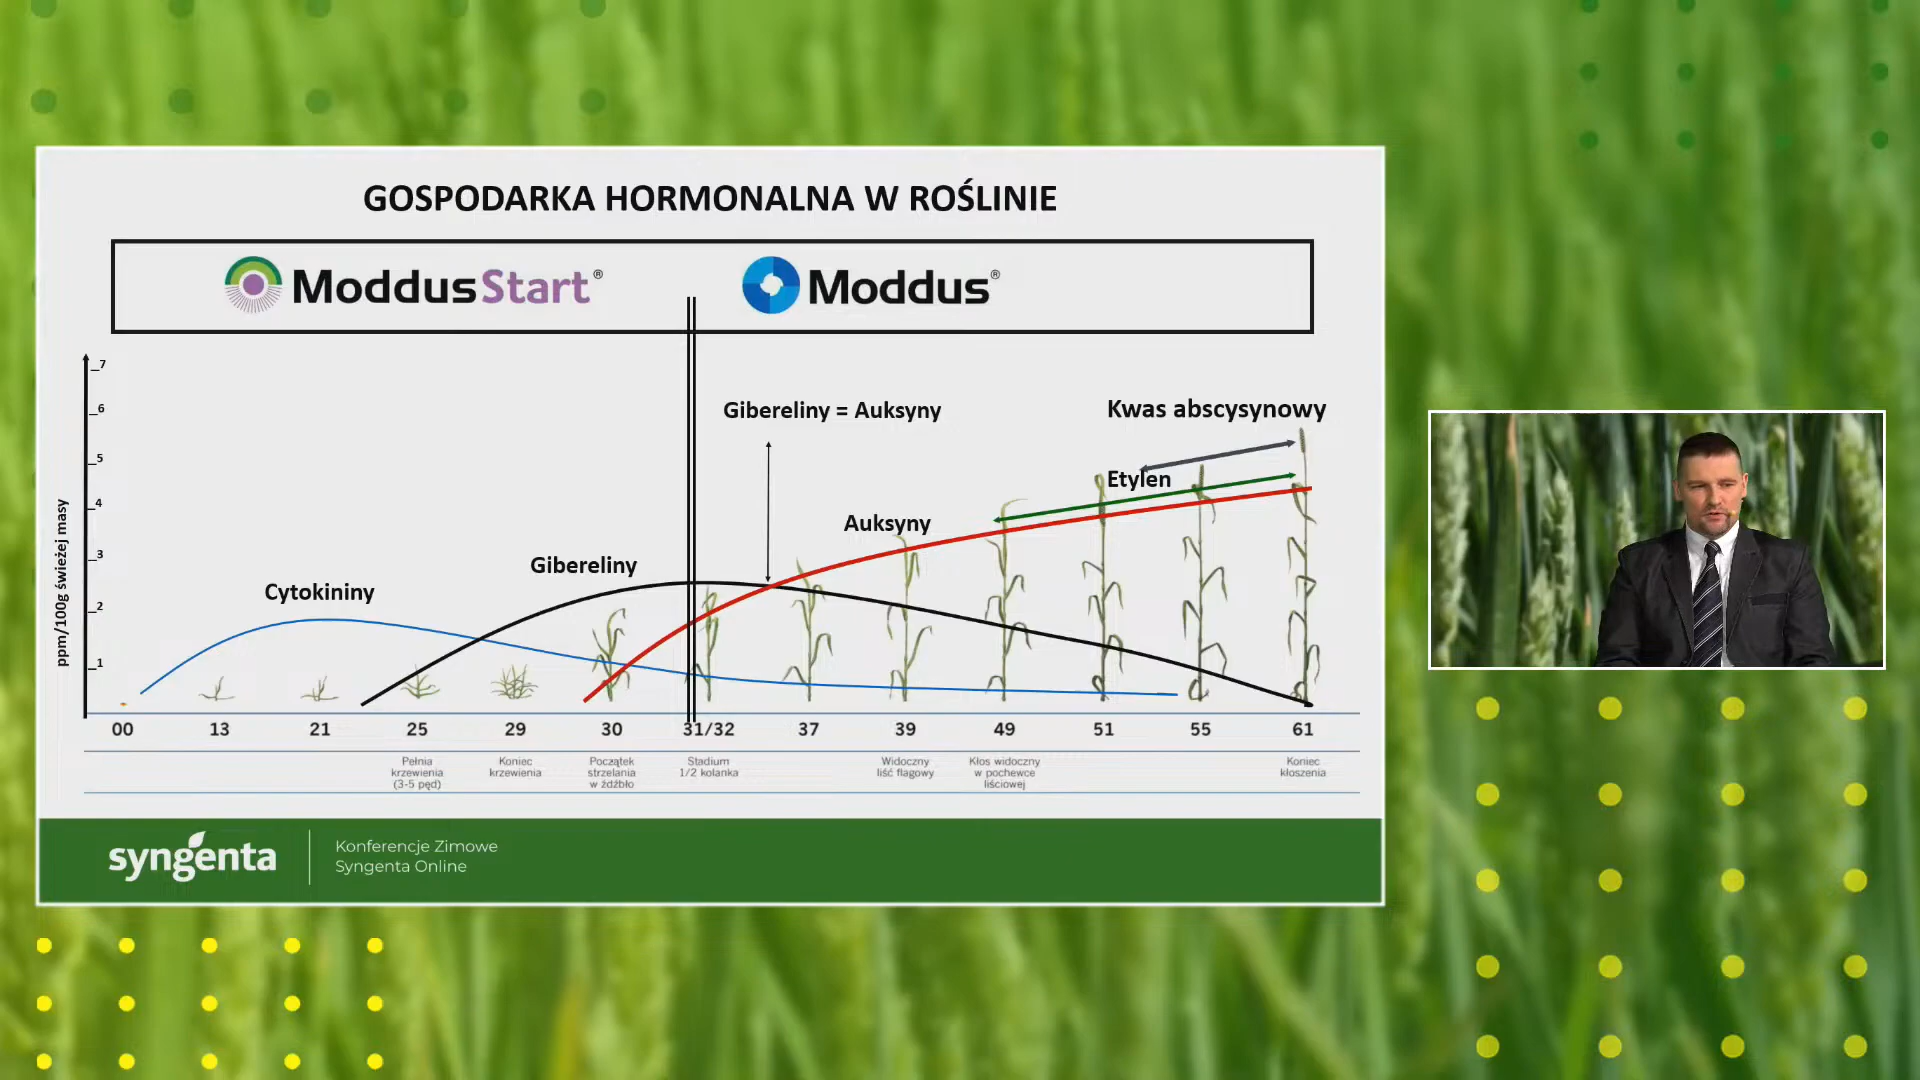 GOSPODARKA HORMONALNA W ROŚLINIE
Moddus Start®
Moddus®
7
6
5
4
3
2
1
ppm/100g świeżej masy
Cytokininy
Gibereliny
Gibereliny = Auksyny
Auksyny
Etylen
Kwas abscysynowy
00 13 21 25 29 30 31/32 37 39 49 51 55 61
Pełnia
krzewienia
(3-5 pęd)
Koniec
krzewienia
Początek
strzelania
w źdźbło
Stadium
1/2 kolanka
Widoczny
liść flagowy
Kłos widoczny
w pochewce
liściowej
Koniec
kłoszenia
syngenta
Konferencje Zimowe
Syngenta Online